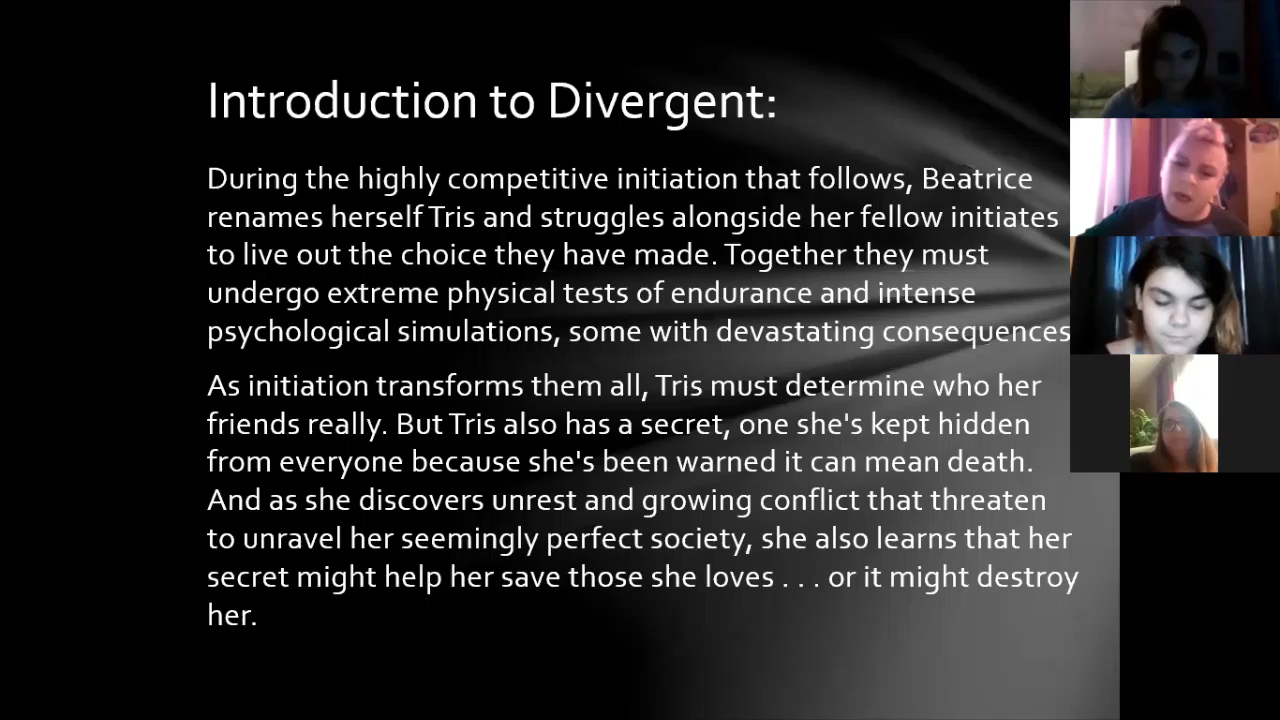 Introduction to Divergent:
During the highly competitive initiation that follows, Beatrice
renames herself Tris and struggles alongside her fellow initiates
to live out the choice they have made. Together they must
undergo extreme physical tests of endurance and intense
psychological simulations, some with devastating consequences
As initiation transforms them all, Tris must determine who her
friends really. But Tris also has a secret, one she's kept hidden
from everyone because she's been warned it can mean death.
And as she discovers unrest and growing conflict that threaten
to unravel her seemingly perfect society, she also learns that her
secret might help her save those she loves . . . or it might destroy
her.